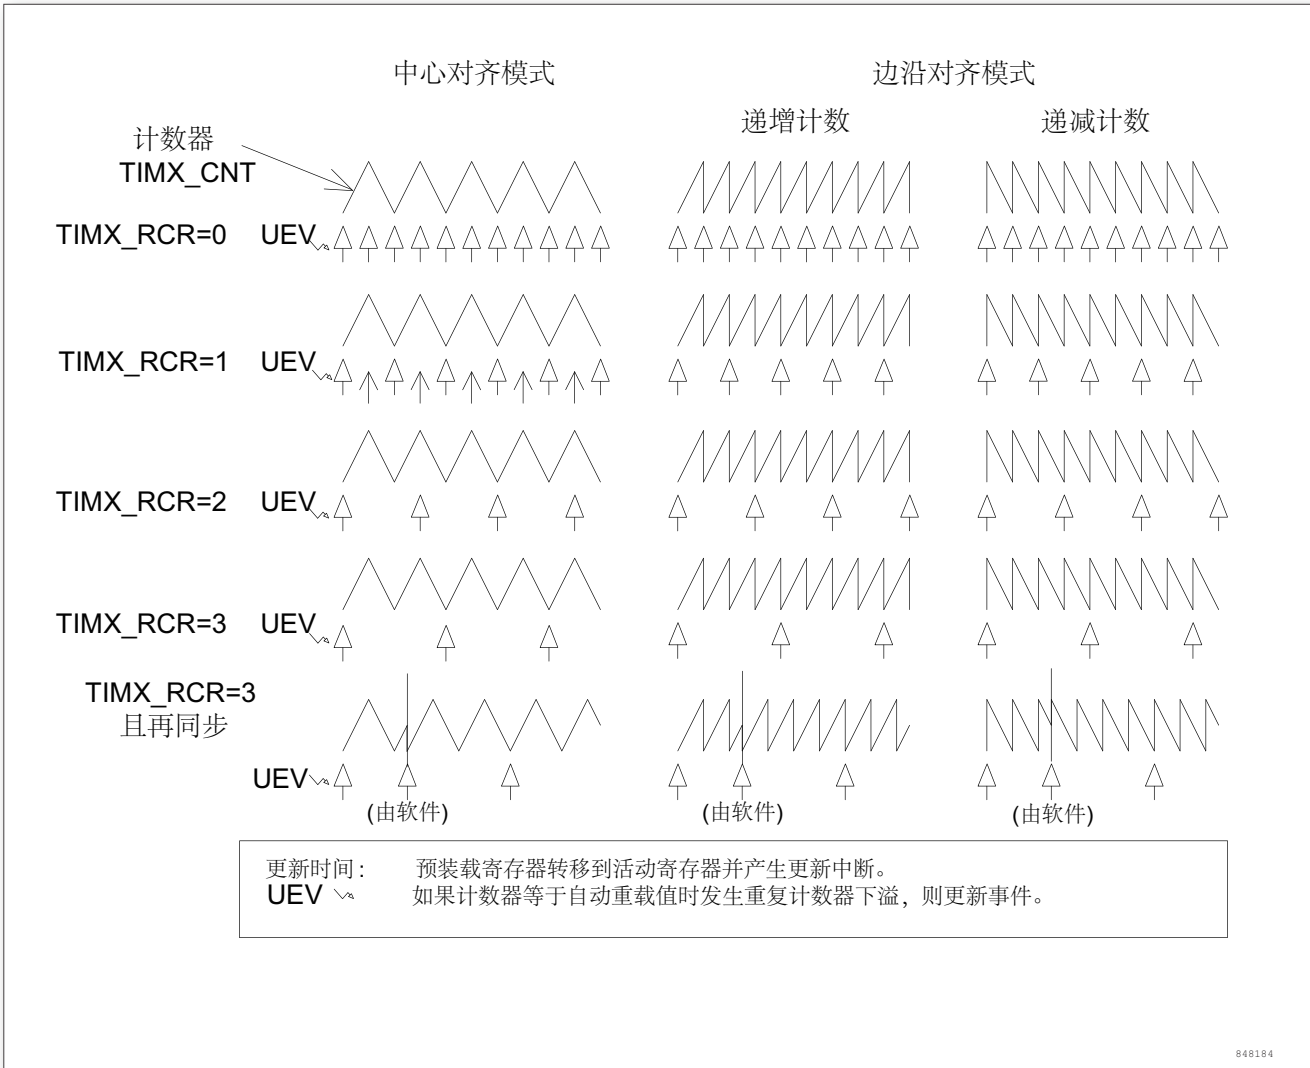 中心对齐模式
边沿对齐模式
递增计数
递减计数
计数器
TIMX_CNT
TIMX_RCR=0 UEV
TIMX_RCR=1 UEV
TIMX_RCR=2 UEV
TIMX_RCR=3 UEV
TIMX_RCR=3
且再同步
UEV
(由软件) (由软件) (由软件)
更新时间： 预装载寄存器转移到活动寄存器并产生更新中断。
UEV 如果计数器等于自动重载值时发生重复计数器下溢，则更新事件。
848184